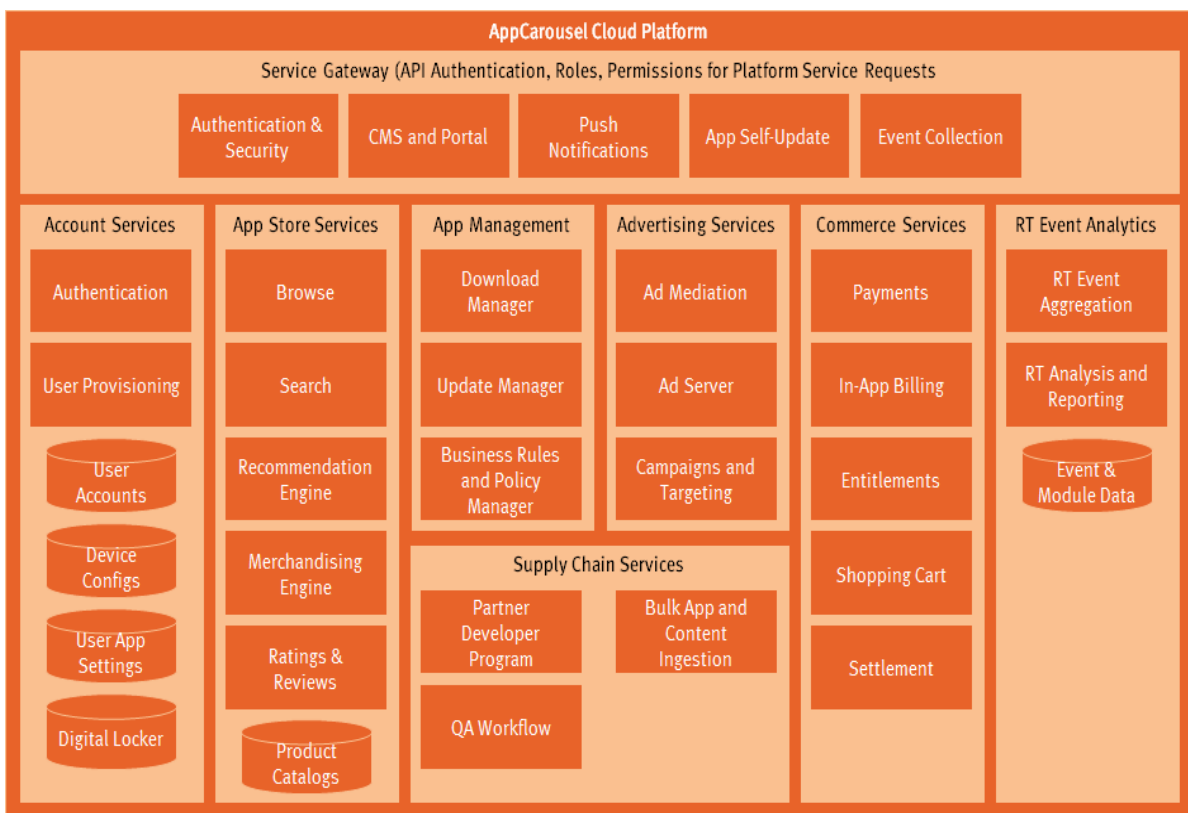 AppCarousel Cloud Platform
Service Gateway (API Authentication, Roles, Permissions for Platform Service Requests
Authentication &
Security
CMS and Portal
Push
Notifications
App Self-Update
Event Collection
Account Services
Authentication
User Provisioning
User
Accounts
Device
Configs
User App
Settings
Digital Locker
App Store Services
Browse
Search
Recommendation
Engine
Merchandising
Engine
Ratings &
Reviews
Product
Catalogs
App Management
Download
Manager
Update Manager
Business Rules
and Policy
Manager
Advertising Services
Ad Mediation
Ad Server
Campaigns and
Targeting
Supply Chain Services
Partner
Developer
Program
Bulk App and
Content
Ingestion
QA Workflow
Commerce Services
Payments
In-App Billing
Entitlements
Shopping Cart
Settlement
RT Event Analytics
RT Event
Aggregation
RT Analysis and
Reporting
Event &
Module Data